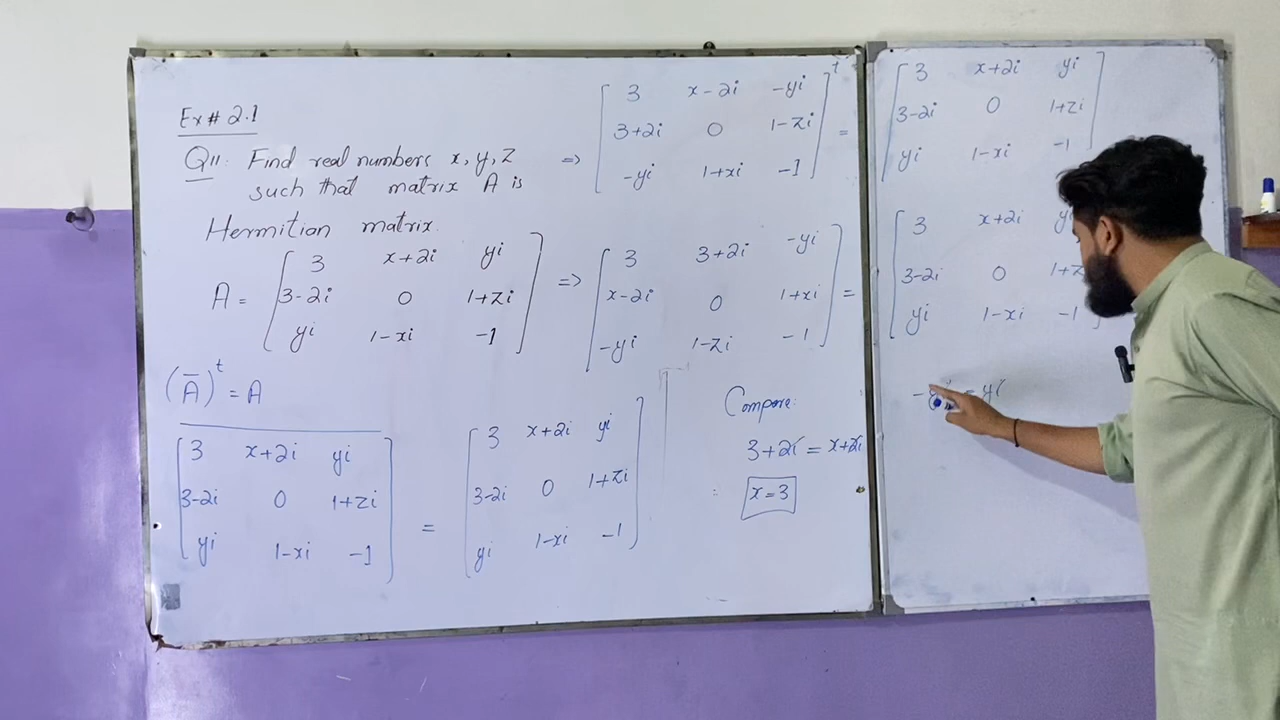 Ex# 2.1
Q11: Find real numbers x, y, z
such that matrix A is
Hermition matrix.
A = [ 3 x+2i yi
3-2i 0 1+zi
yi 1-xi -1 ]
(A̅)ᵗ = A
[ 3 x+2i yi
3-2i 0 1+zi
yi 1-xi -1 ]
=
[ 3 x+2i yi
3-2i 0 1+zi
yi 1-xi -1 ]
=> [ 3 x-2i -yi
3+2i 0 1-zi
-yi 1+xi -1 ]ᵗ =
[ 3 x+2i yi
3-2i 0 1+zi
yi 1-xi -1
=> [ 3 3+2i -yi
x-2i 0 1+xi
-yi 1-zi -1 ] =
[ 3 x+2i
3-2i 0
yi 1-xi -1
Compare:
3+2i = x+2i
x=3
= yi